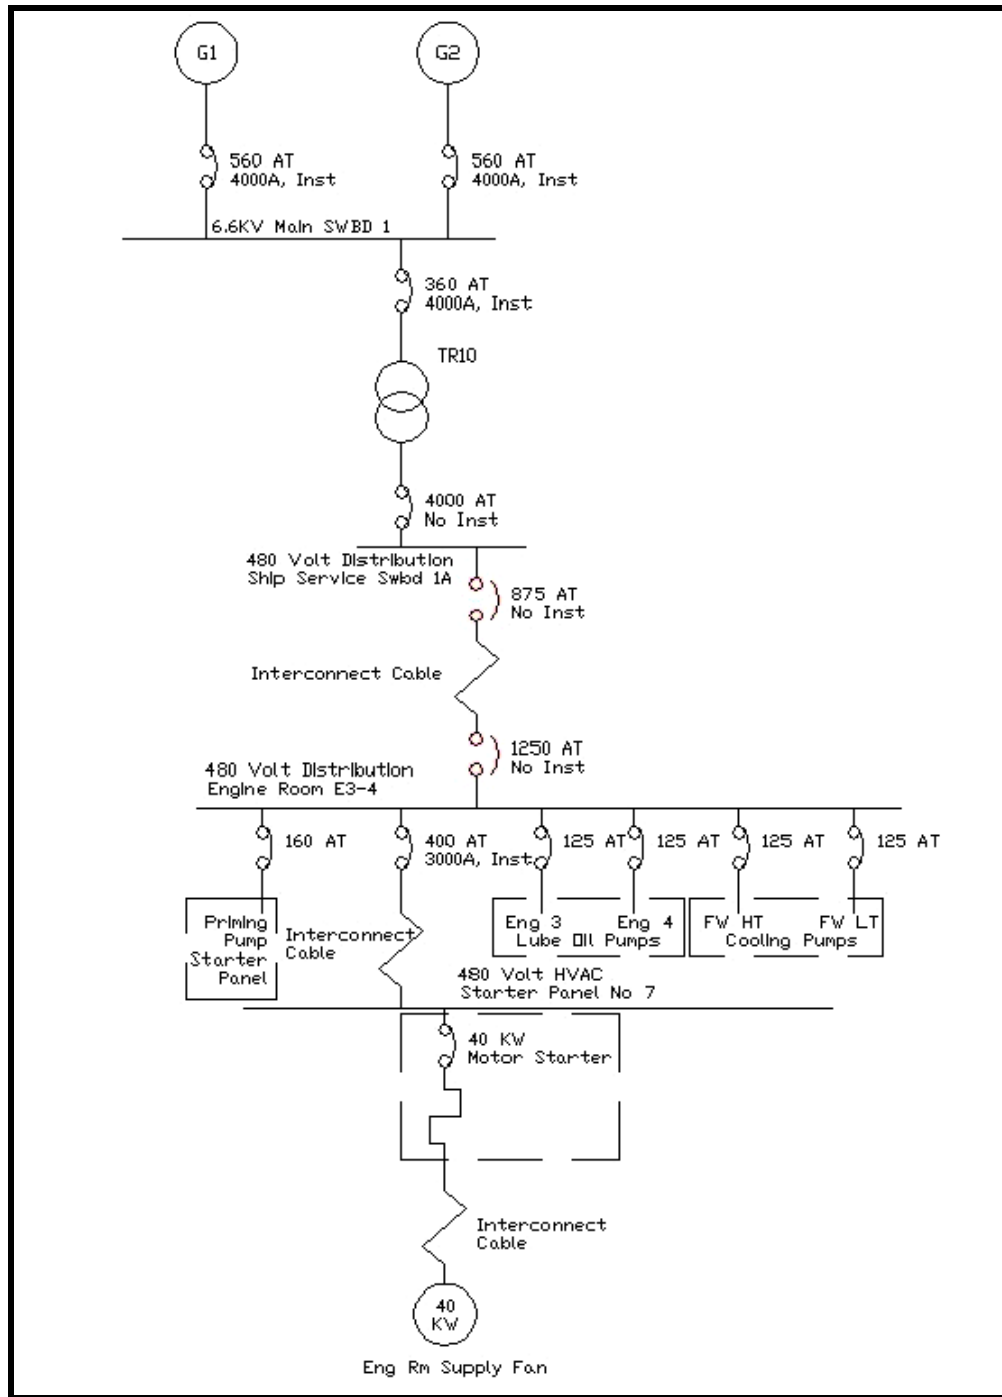 G1
G2
560 AT
4000A, Inst
560 AT
4000A, Inst
6.6KV Main SWBD 1
360 AT
4000A, Inst
TR10
4000 AT
No Inst
480 Volt Distribution
Ship Service Swbd 1A
875 AT
No Inst
Interconnect Cable
1250 AT
No Inst
480 Volt Distribution
Engine Room E3-4
160 AT
400 AT
3000A, Inst
125 AT
125 AT
125 AT
125 AT
Priming
Pump
Starter
Panel
Interconnect
Cable
Eng 3 Eng 4
Lube Oil Pumps
FW HT FW LT
Cooling Pumps
480 Volt HVAC
Starter Panel No 7
40 KW
Motor Starter
Interconnect
Cable
40
KW
Eng Rm Supply Fan